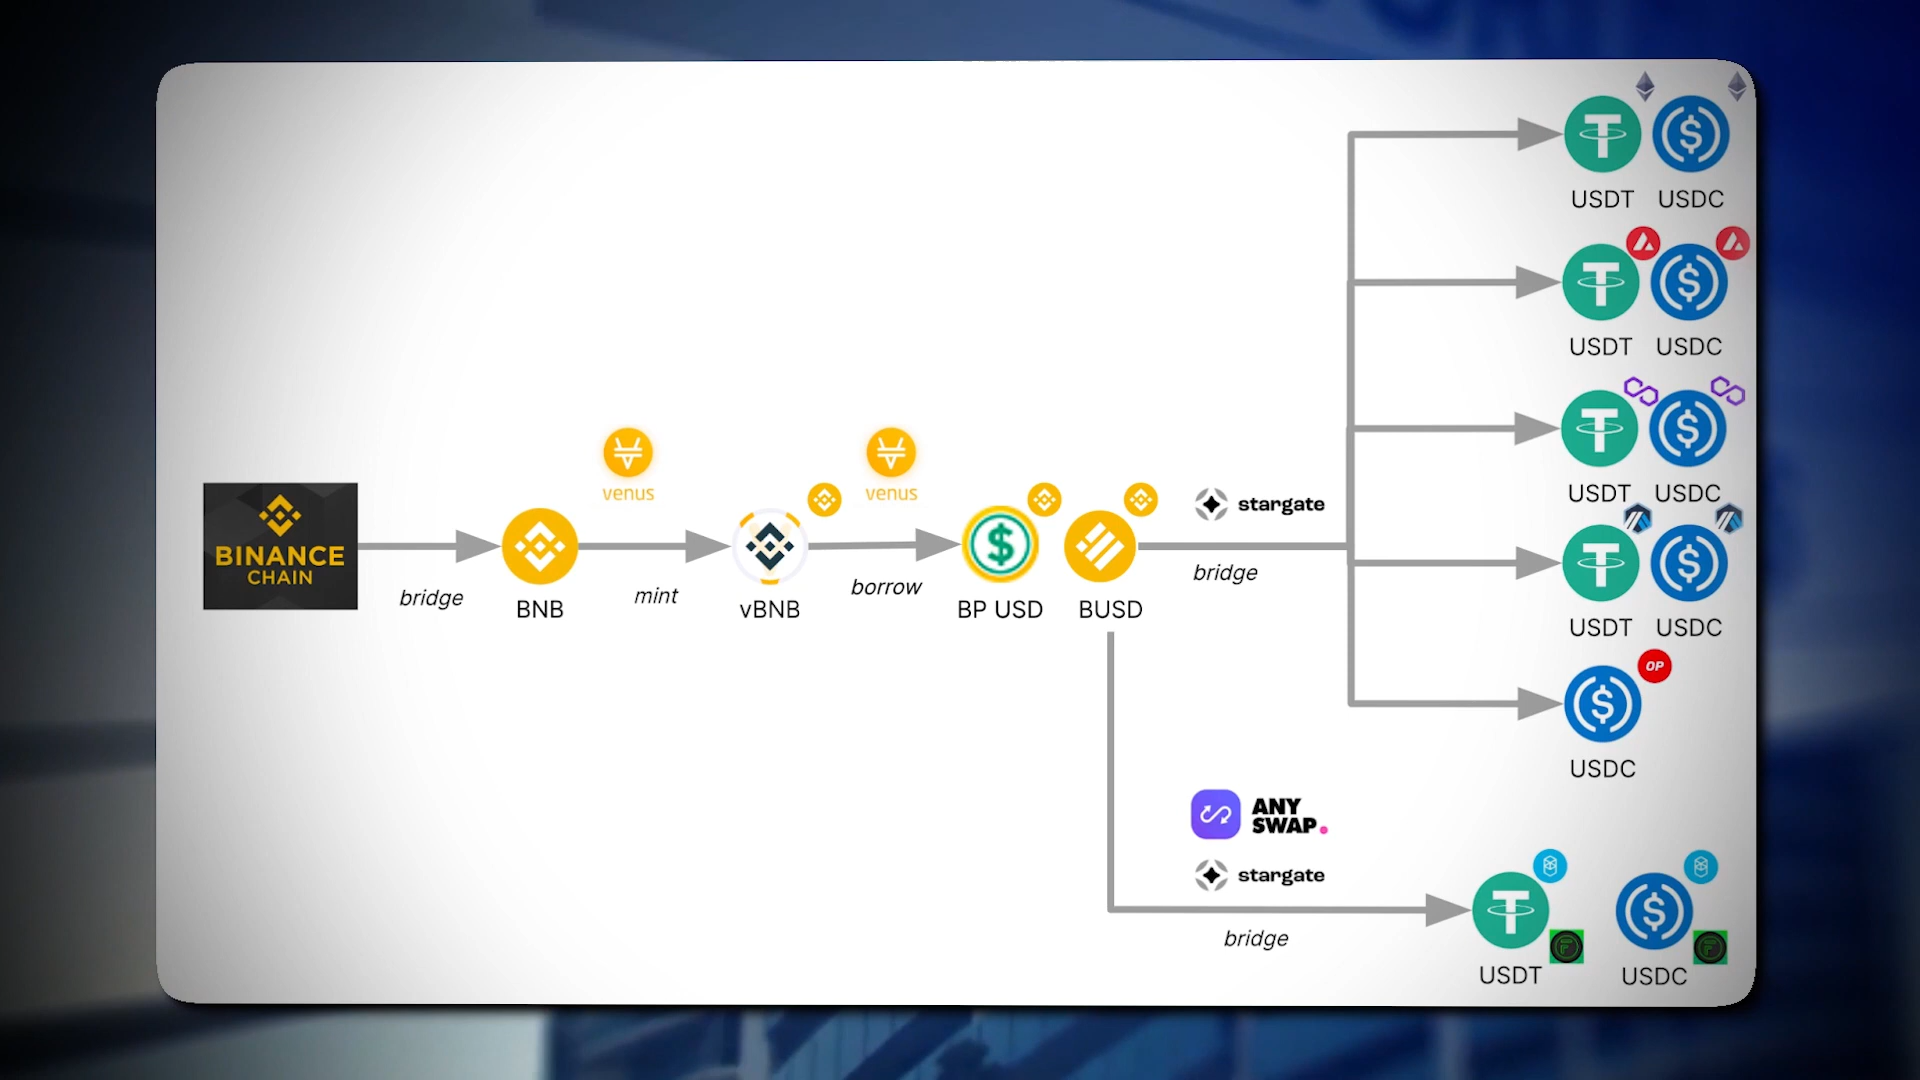 USDT USDC
USDT USDC
USDT USDC
venus
venus
BINANCE
CHAIN
bridge
BNB
mint
vBNB
borrow
BP USD
BUSD
stargate
bridge
USDT USDC
OP
USDC
ANY
SWAP.
stargate
bridge
USDT
USDC